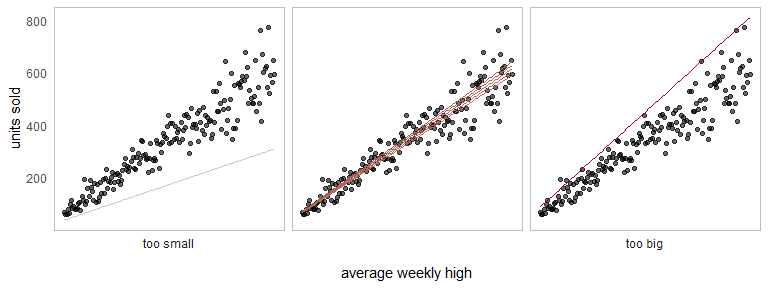 800
600
400
200
units sold
too small
too big
average weekly high